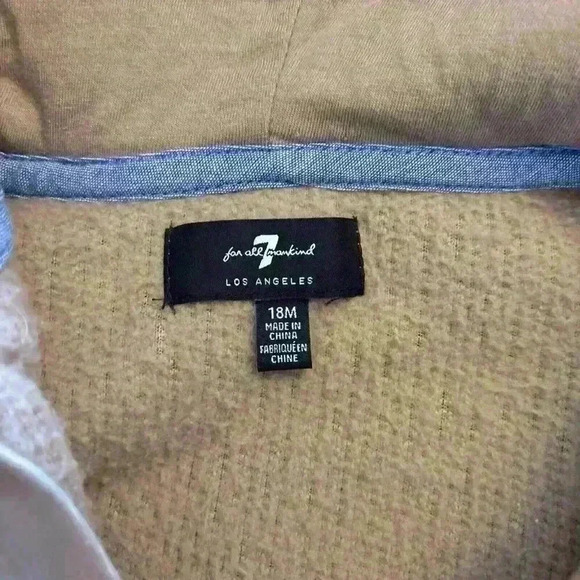 7
for all mankind
LOS ANGELES
18M
MADE IN
CHINA
FABRIQUÉ EN
CHINE